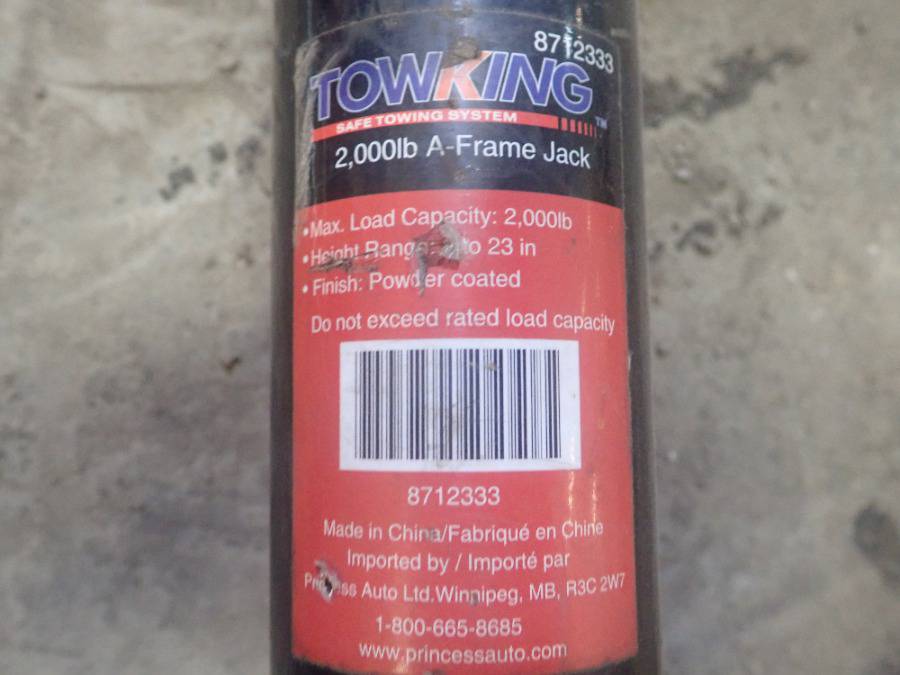 8712333
TOWKING™
SAFE TOWING SYSTEM
2,000lb A-Frame Jack
•Max. Load Capacity: 2,000lb
•Height Range: to 23 in
• Finish: Powder coated
Do not exceed rated load capacity
8712333
Made in China/Fabriqué en Chine
Imported by / Importé par
Princess Auto Ltd.Winnipeg, MB, R3C 2W7
1-800-665-8685
www.princessauto.com